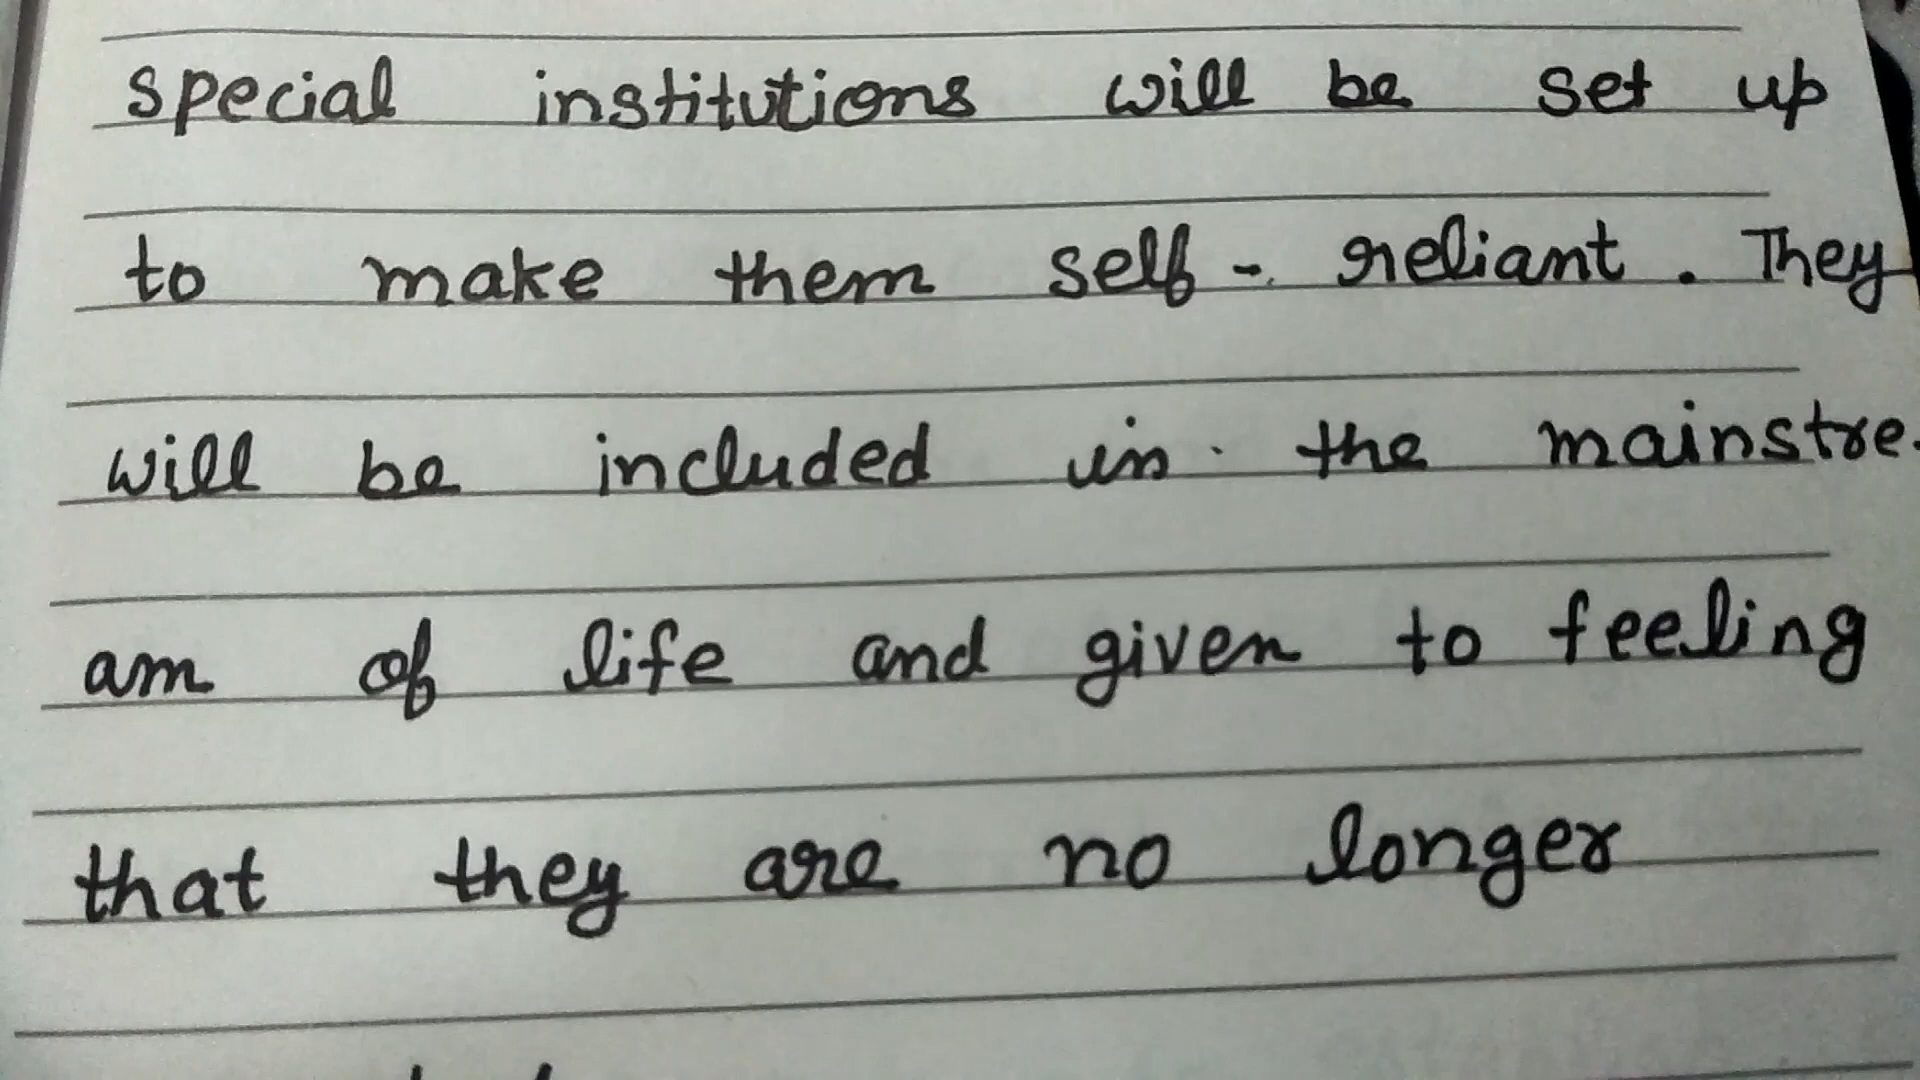 special institutions will be set up
to make them self - reliant. They
will be included in the mainstre-
am of life and given to feeling
that they are no longer